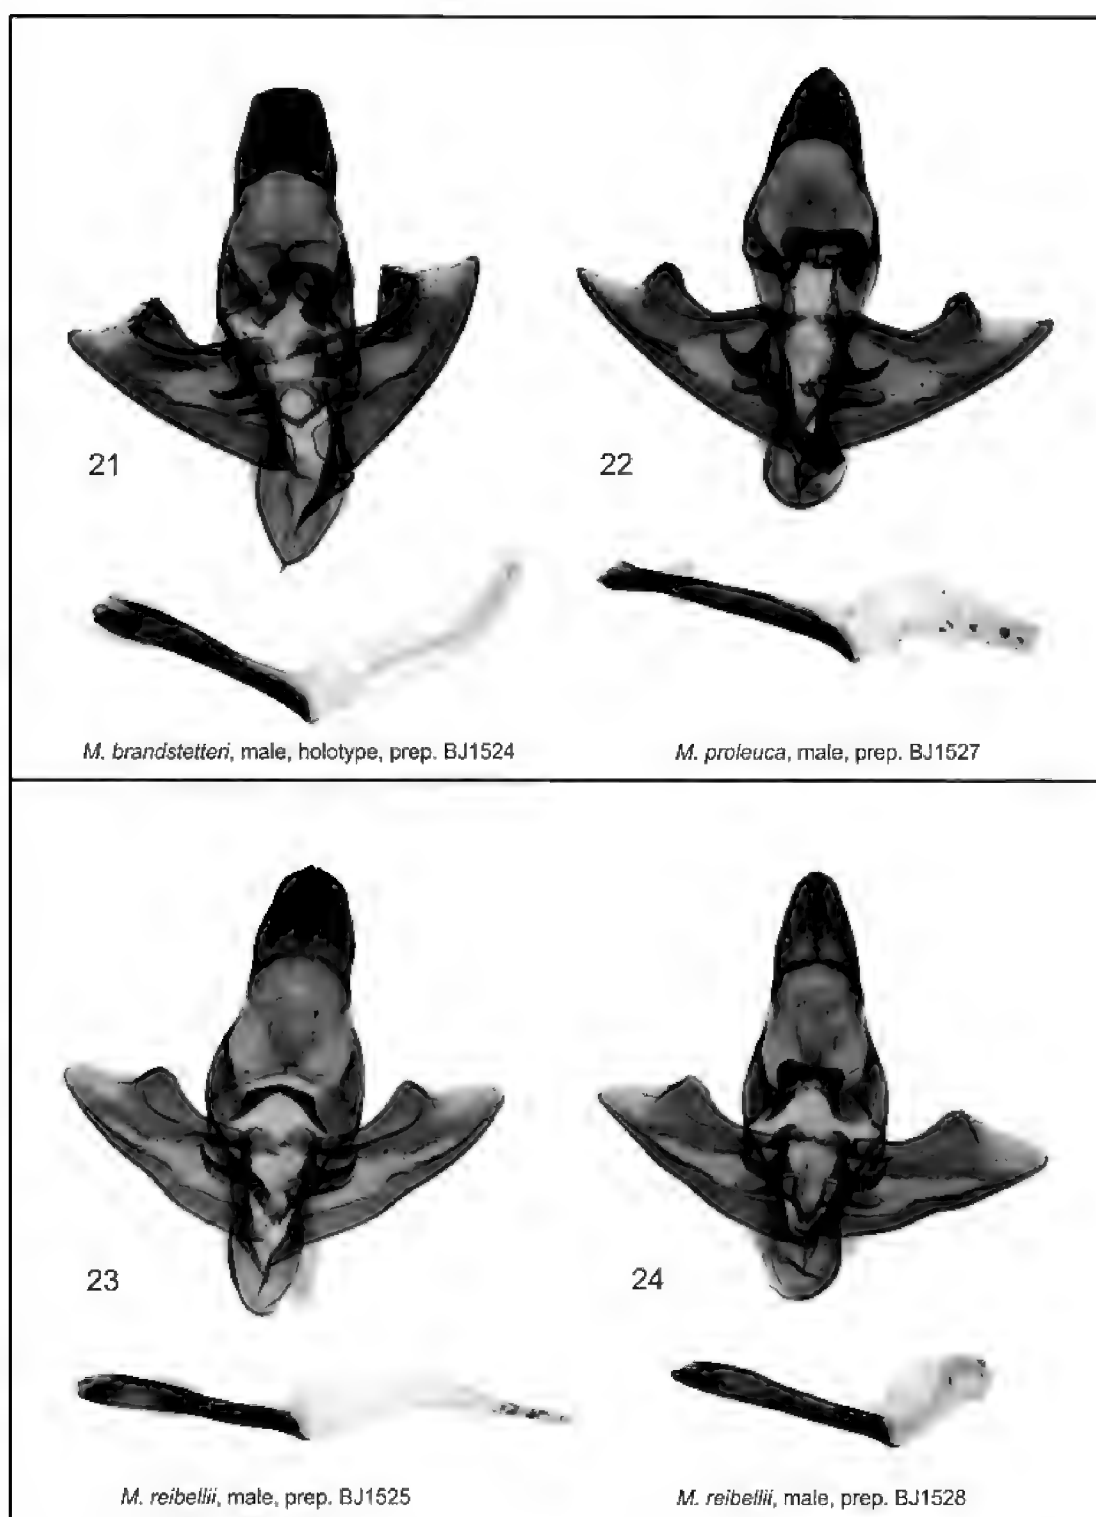 21
22
M. brandstetteri, male, holotype, prep. BJ1524
M. proleuca, male, prep. BJ1527
23
24
M. reibellii, male, prep. BJ1525
M. reibellii, male, prep. BJ1528